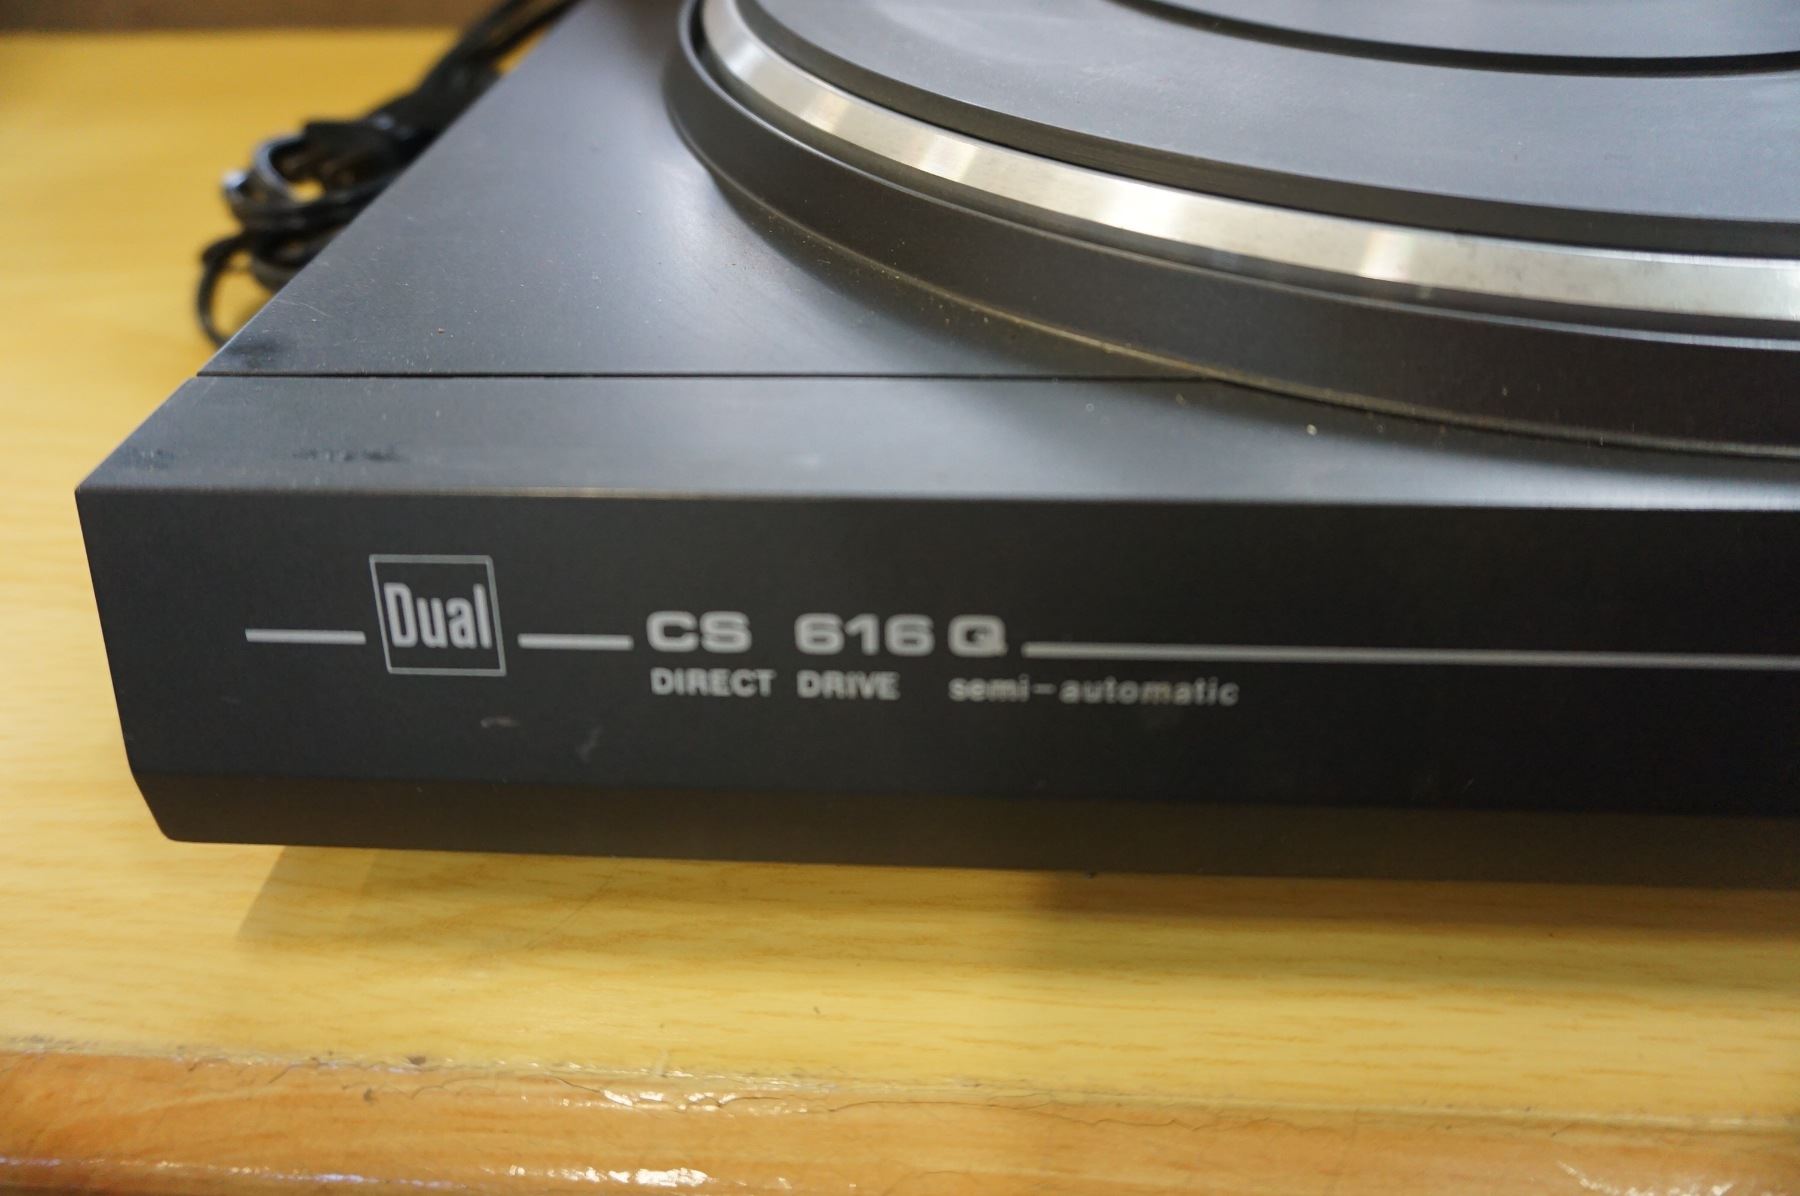 Dual
CS 616 Q
DIRECT DRIVE semi-automatic